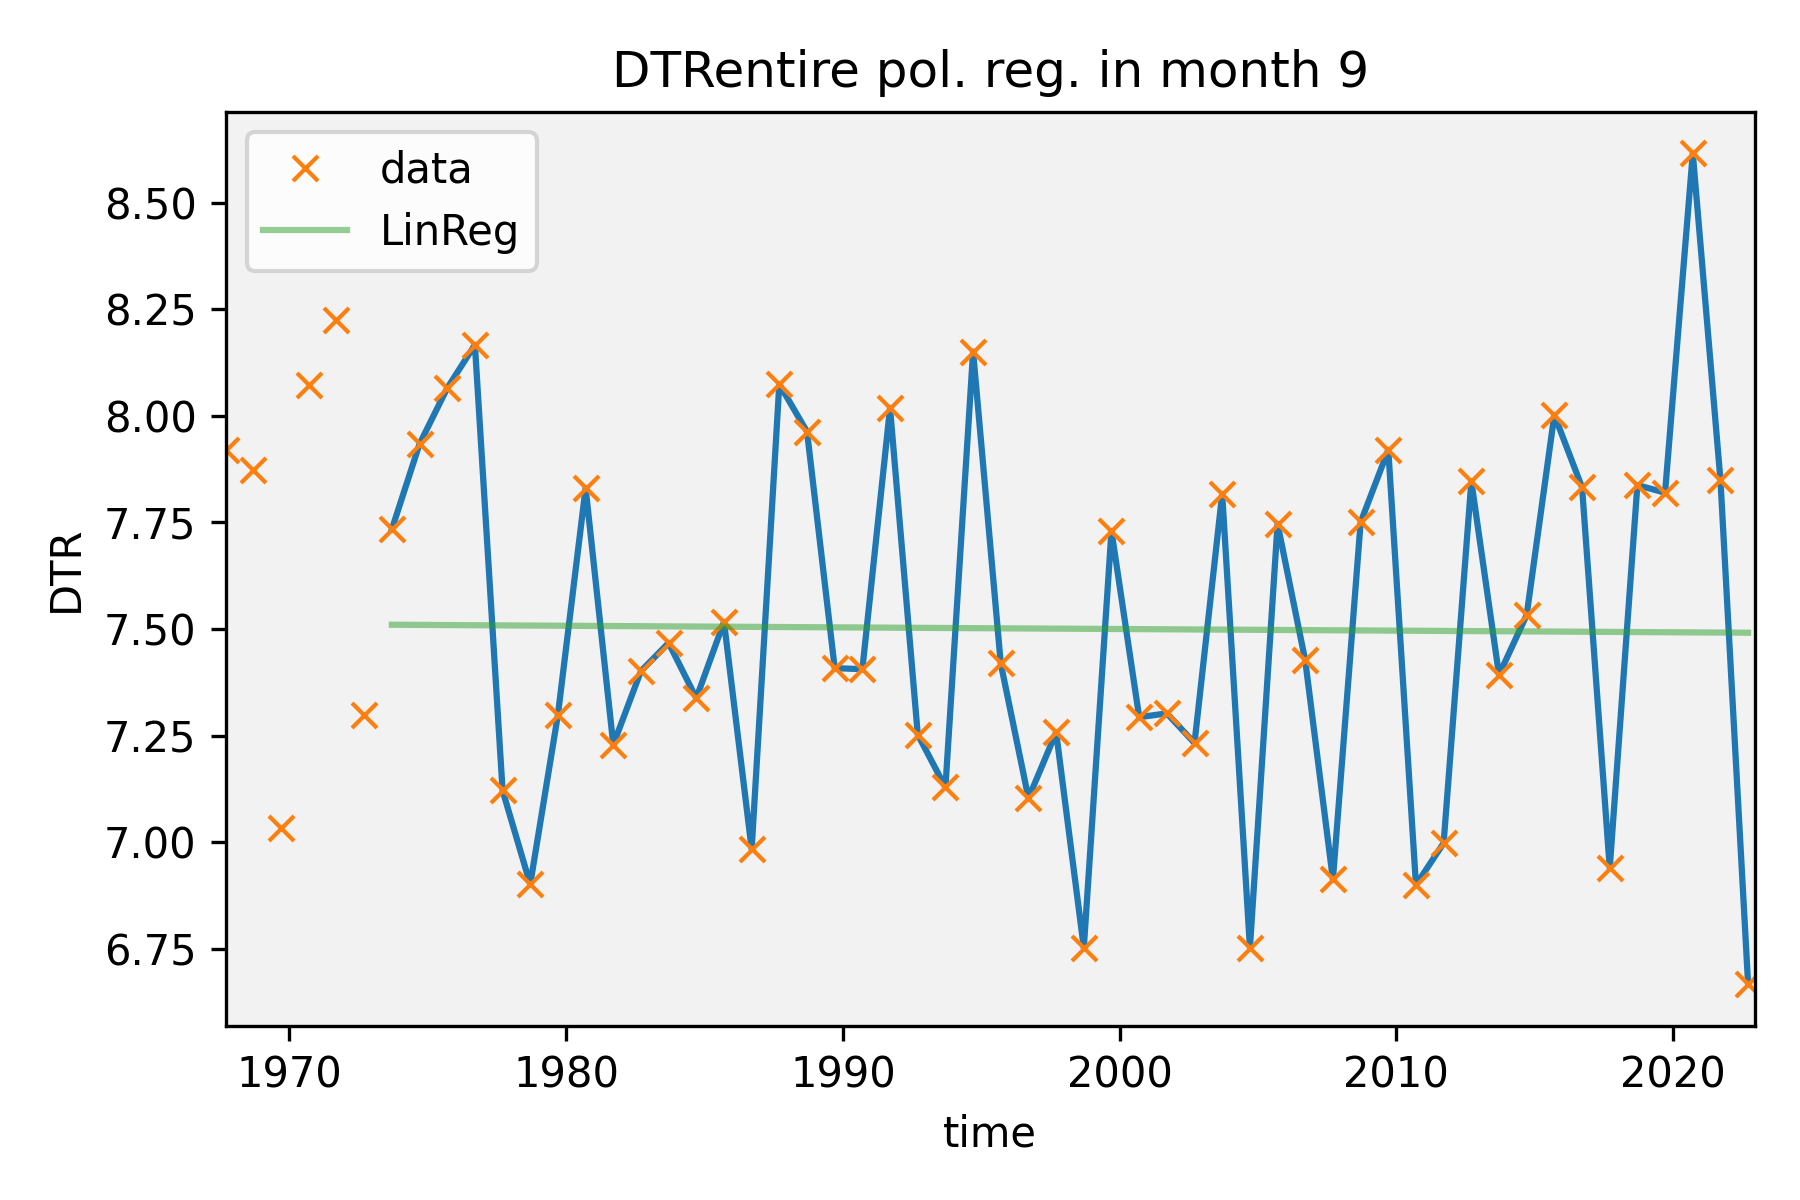 DTRentire pol. reg. in month 9
data
LinReg
8.50
8.25
8.00
7.75
7.50
7.25
7.00
6.75
DTR
1970 1980 1990 2000 2010 2020
time